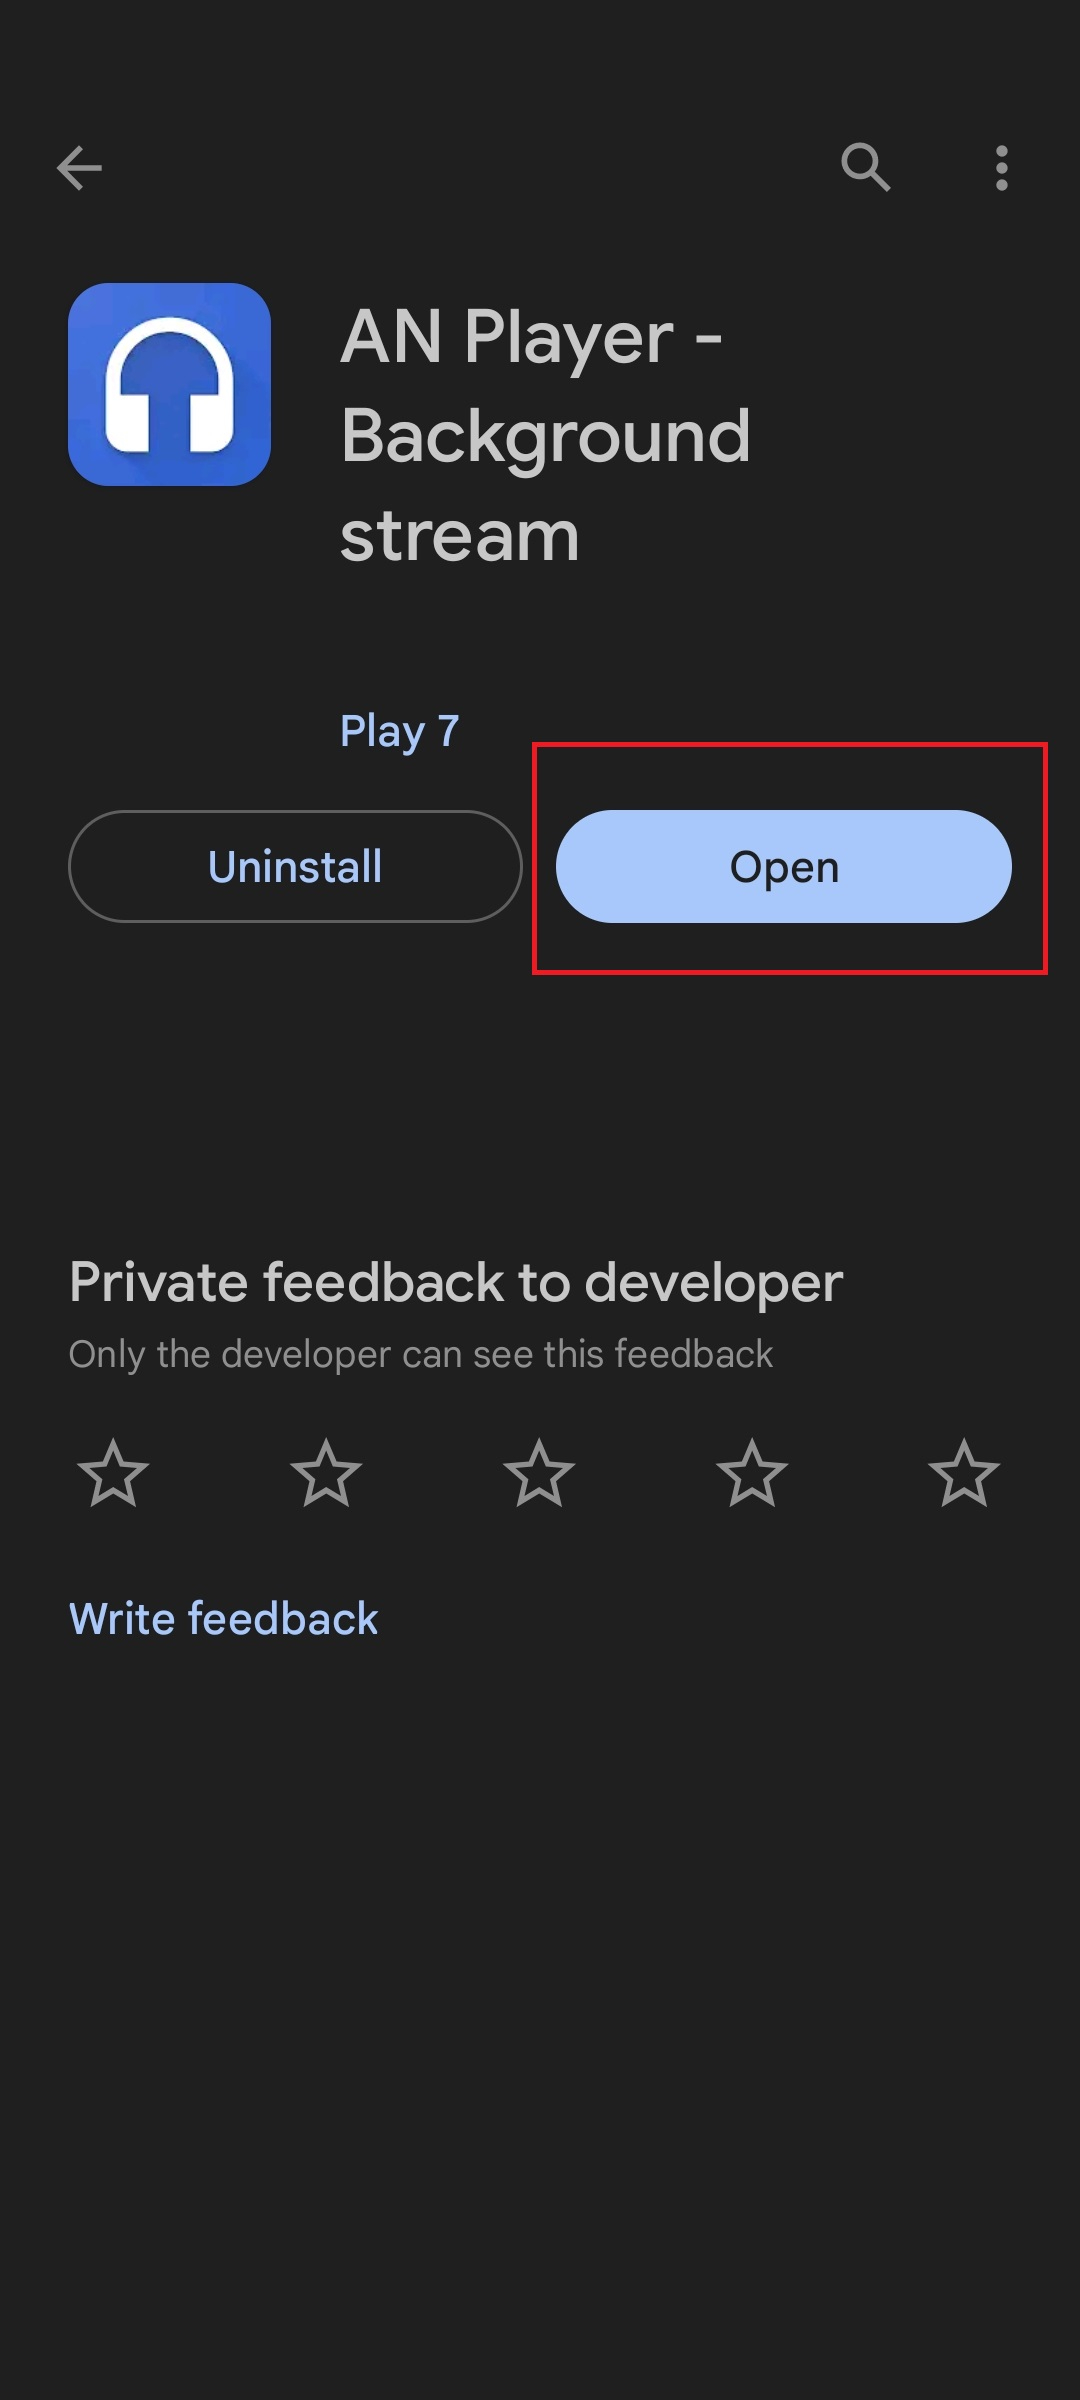 AN Player -
Background
stream
Play 7
Uninstall
Open
Private feedback to developer
Only the developer can see this feedback
Write feedback